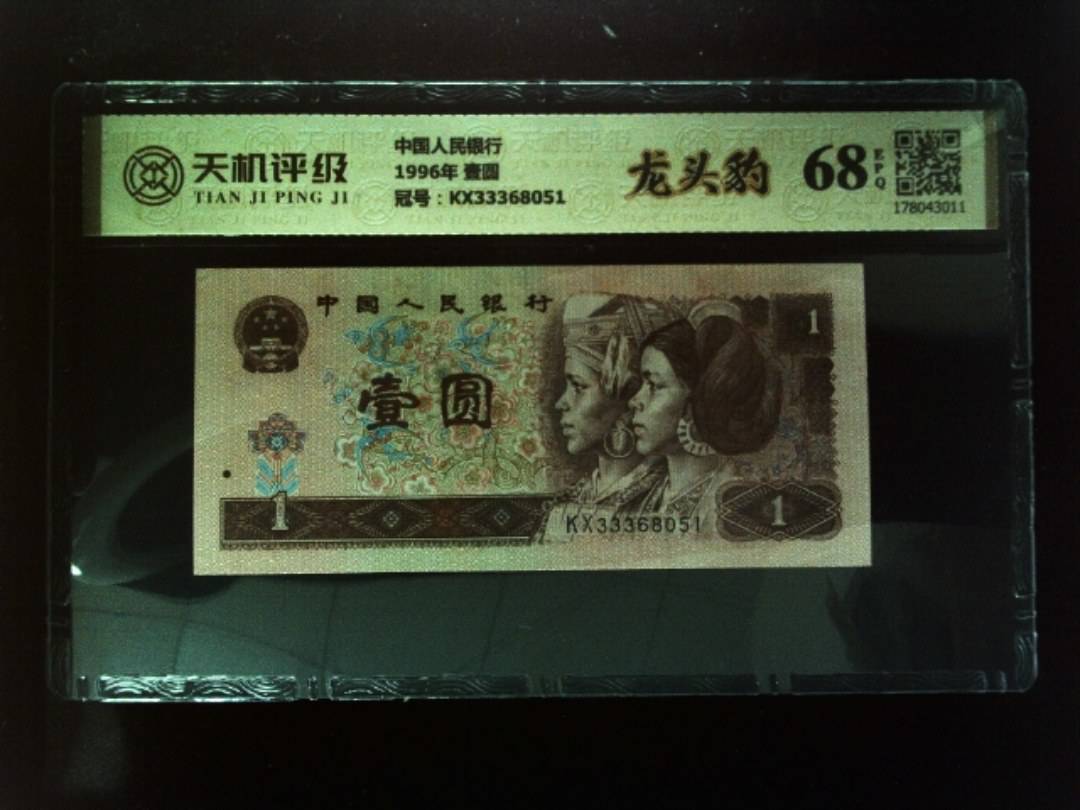 天机评级
TIAN JI PING JI
中国人民银行
1996年 壹圆
冠号：KX33368051
龙头豹
68
EPQ
178043011
中国人民银行
壹圆
1
1
1
KX33368051